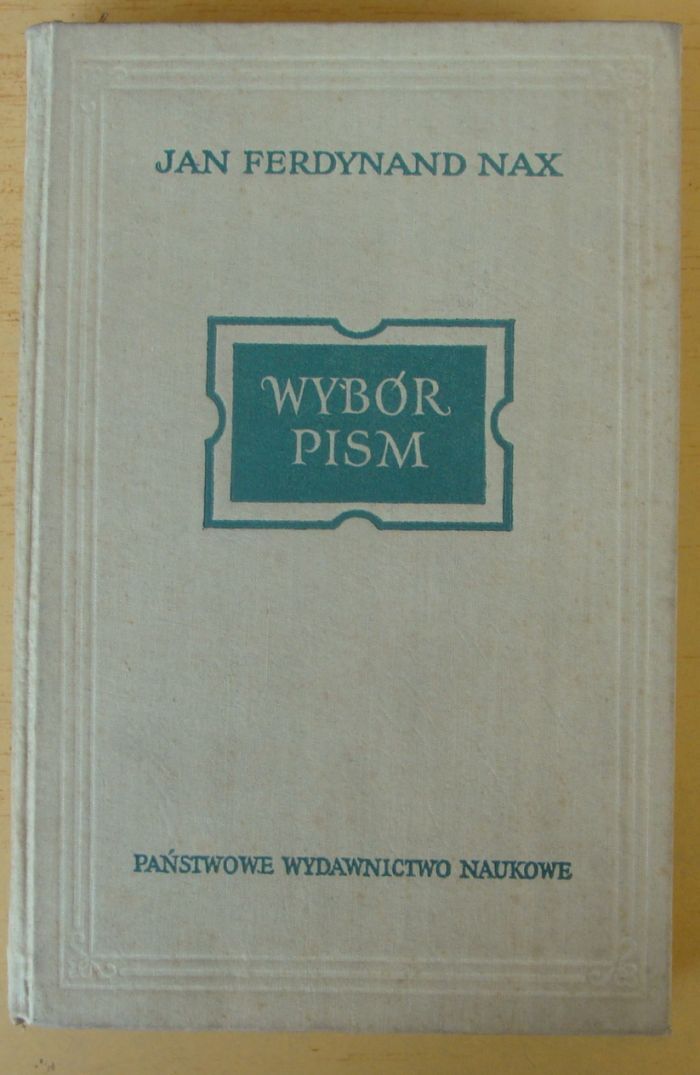 JAN FERDYNAND NAX
WYBÓR
PISM
PAŃSTWOWE WYDAWNICTWO NAUKOWE